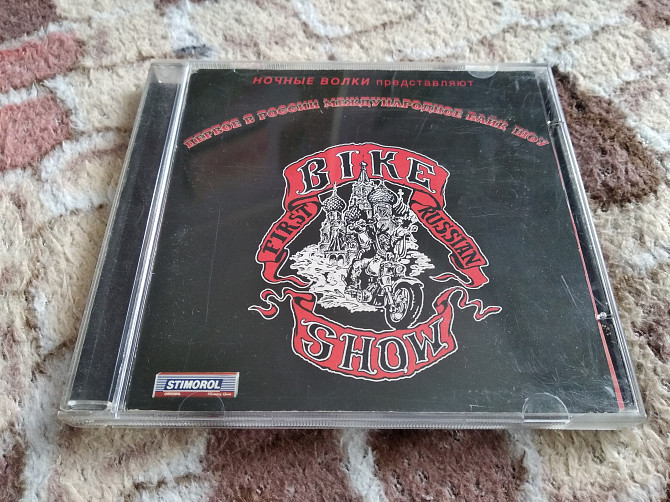 НОЧНЫЕ ВОЛКИ представляют
ПЕРВОЕ В РОССИИ МЕЖДУНАРОДНОЕ БАЙК ШОУ
BIKE
FIRST RUSSIAN
SHOW
STIMOROL